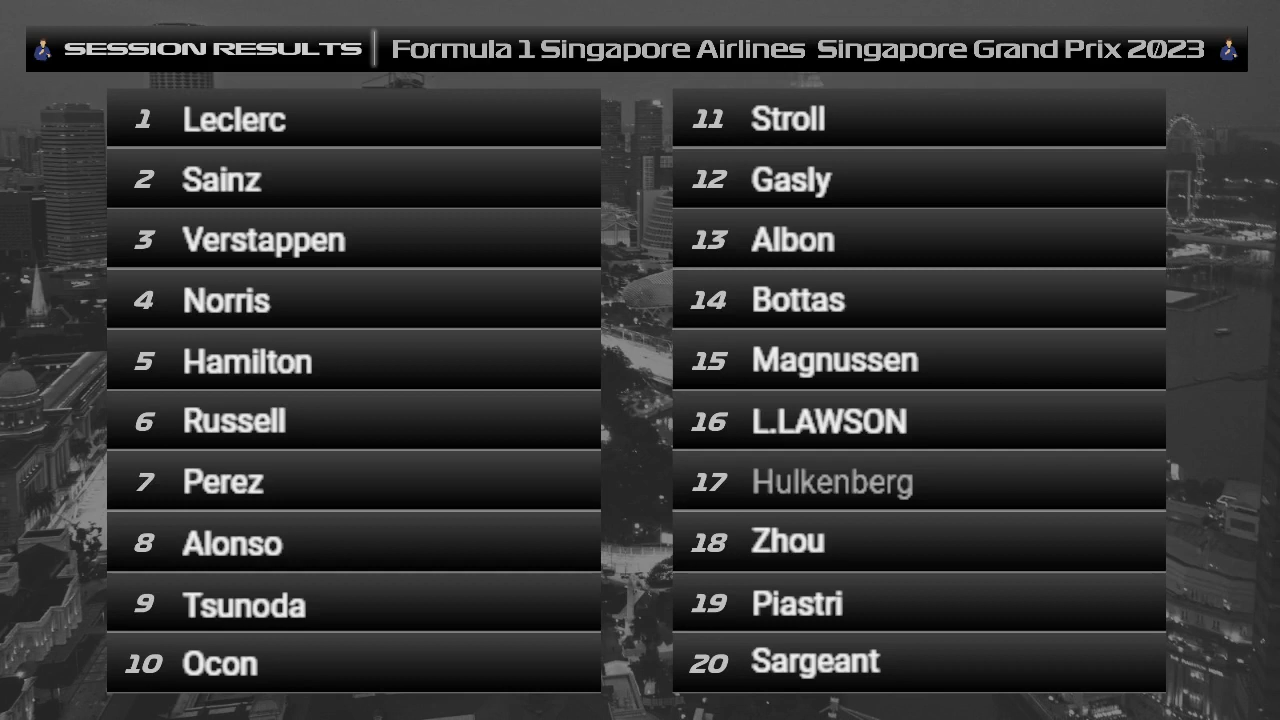 SESSION RESULTS | Formula 1 Singapore Airlines Singapore Grand Prix 2023
1 Leclerc
2 Sainz
3 Verstappen
4 Norris
5 Hamilton
6 Russell
7 Perez
8 Alonso
9 Tsunoda
10 Ocon
11 Stroll
12 Gasly
13 Albon
14 Bottas
15 Magnussen
16 L.LAWSON
17 Hulkenberg
18 Zhou
19 Piastri
20 Sargeant